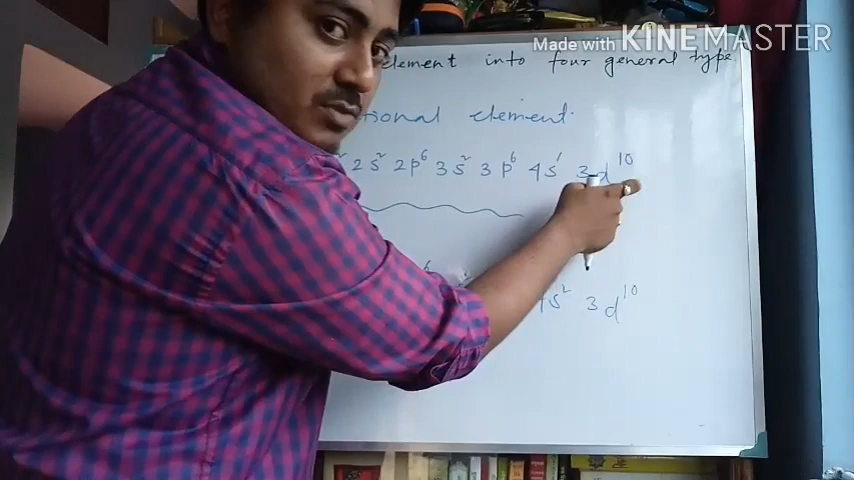 Made with KINEMASTER
element into four general type
tional element.
2s² 2p⁶ 3s² 3p⁶ 4s¹ 3d¹⁰
4s² 3d¹⁰